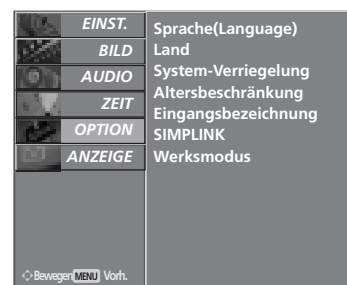 EINST.
BILD
AUDIO
ZEIT
OPTION
ANZEIGE
Sprache(Language)
Land
System-Verriegelung
Altersbeschränkung
Eingangsbezeichnung
SIMPLINK
Werksmodus
Bewegen MENU Vorh.